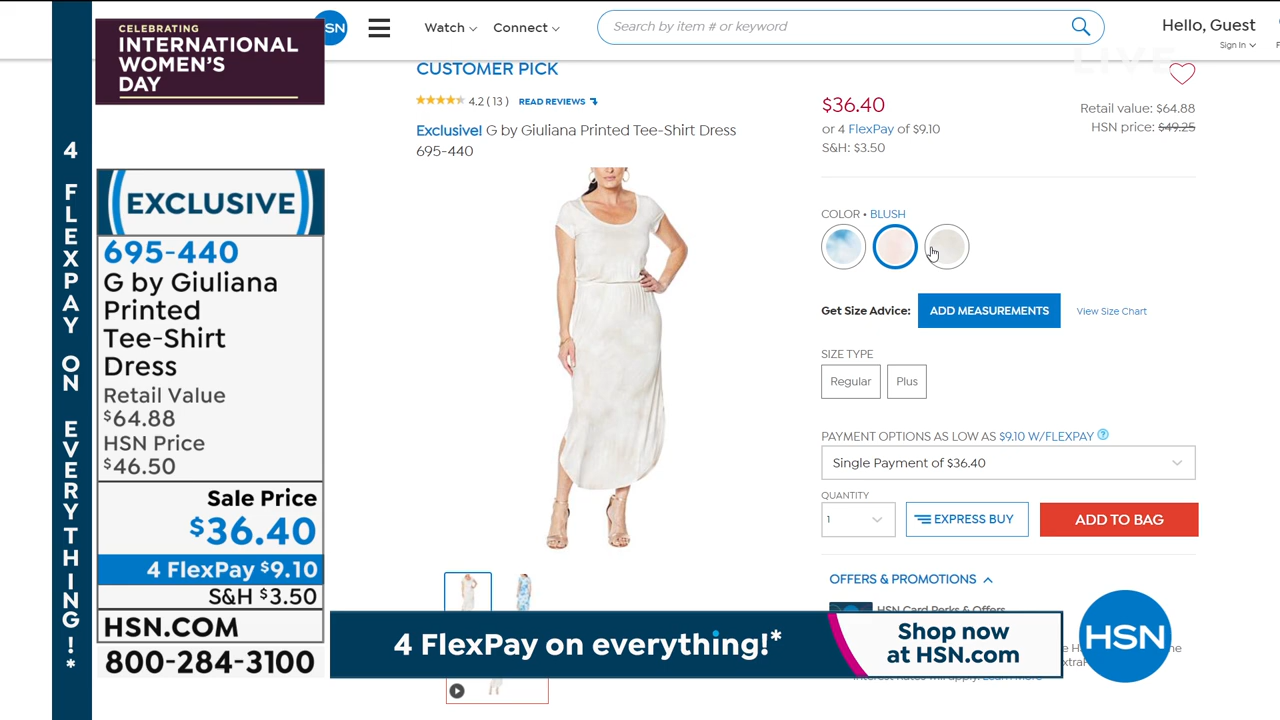 CELEBRATING
INTERNATIONAL
WOMEN'S
DAY
4 FLEXPAY ON EVERYTHING!*
EXCLUSIVE
695-440
G by Giuliana
Printed
Tee-Shirt
Dress
Retail Value
$64.88
HSN Price
$46.50
Sale Price
$36.40
4 FlexPay $9.10
S&H $3.50
HSN.COM
800-284-3100
SN
Watch
Connect
Search by item # or keyword
Hello, Guest
Sign In
LIVE
CUSTOMER PICK
4.2 (13) READ REVIEWS
Exclusive! G by Giuliana Printed Tee-Shirt Dress
695-440
$36.40
or 4 FlexPay of $9.10
S&H: $3.50
Retail value: $64.88
HSN price: $49.25
COLOR • BLUSH
Get Size Advice: ADD MEASUREMENTS View Size Chart
SIZE TYPE
Regular Plus
PAYMENT OPTIONS AS LOW AS $9.10 W/FLEXPAY ?
Single Payment of $36.40
QUANTITY
1 EXPRESS BUY ADD TO BAG
OFFERS & PROMOTIONS
HSN Card Perks & Offers
4 FlexPay on everything!*
Shop now
at HSN.com
HSN